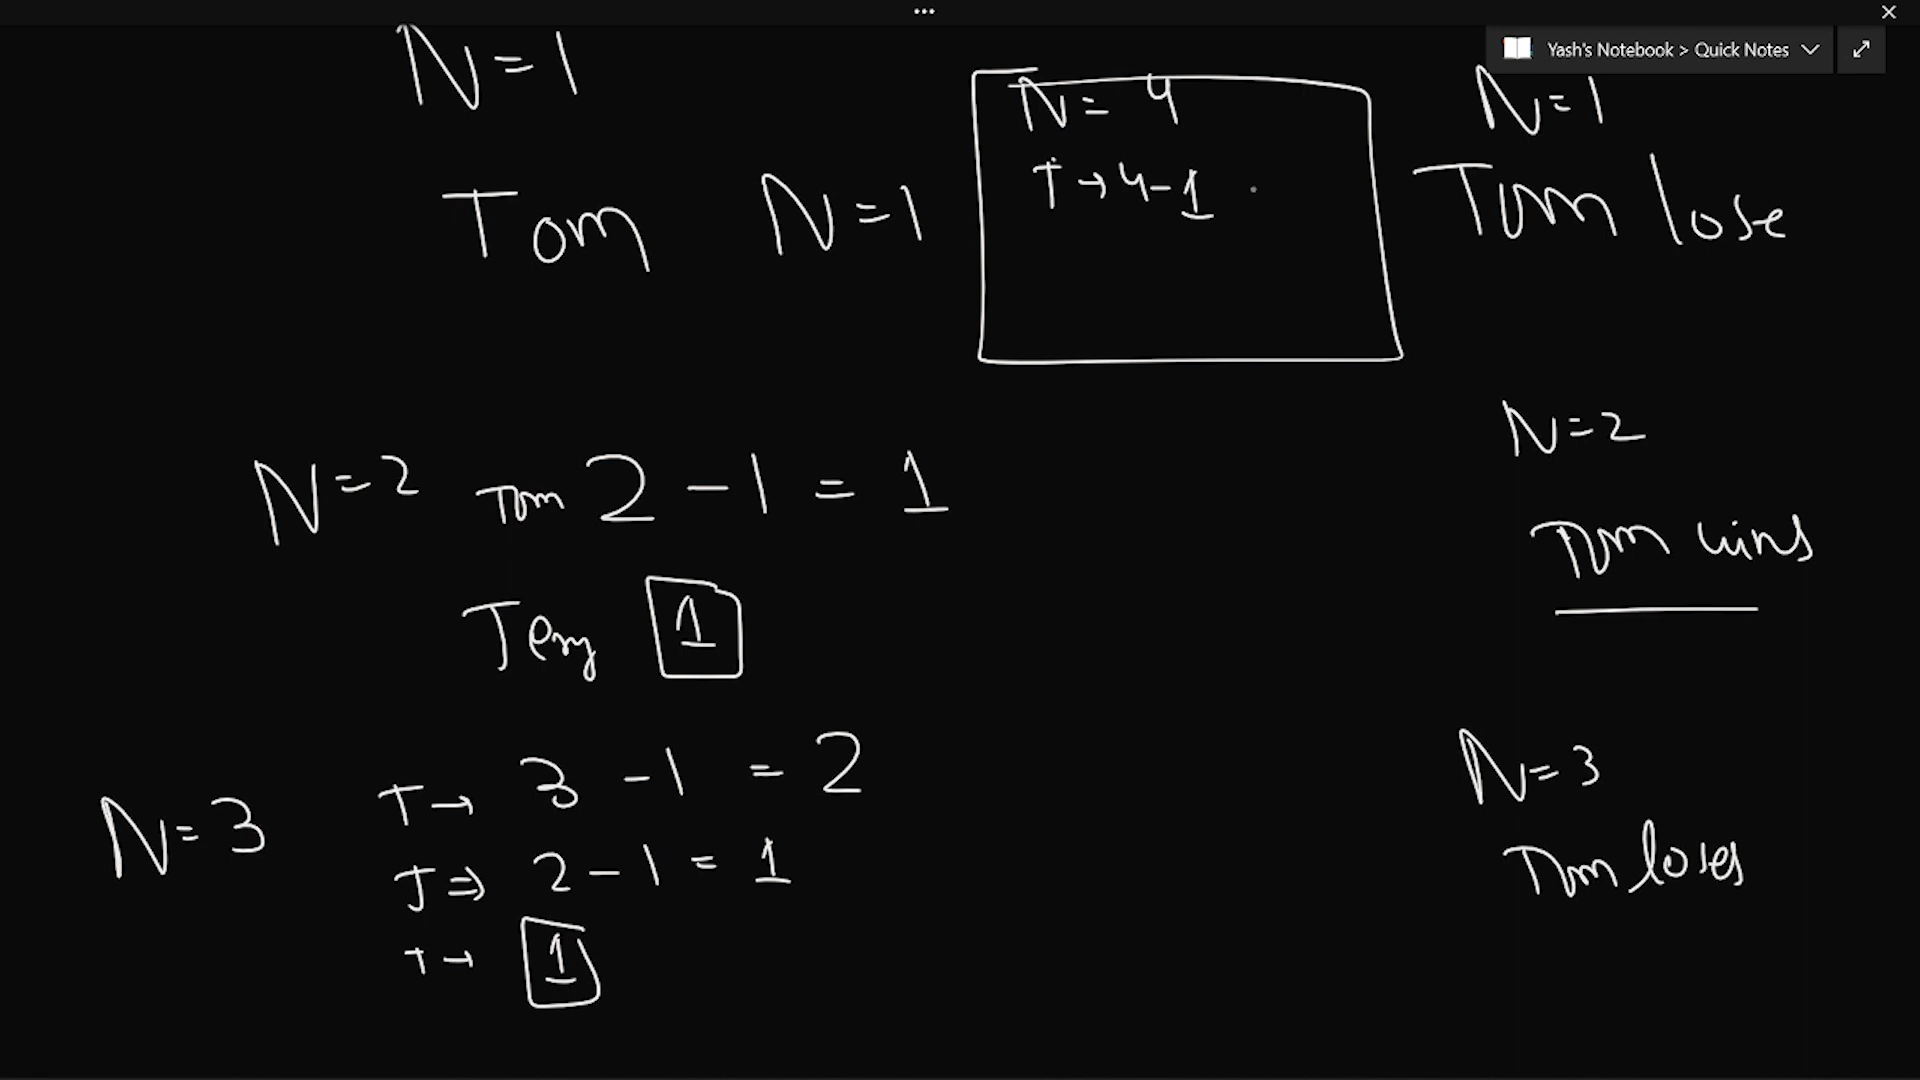 ...
Yash's Notebook > Quick Notes
N=1
Tom N=1
N=4
T→4-1
N=1
Tom lose
N=2 Tom 2-1=1
Jerry 1
N=2
Tom wins
N=3 T→ 3-1=2
J⇒ 2-1=1
T→ 1
N=3
Tom loses